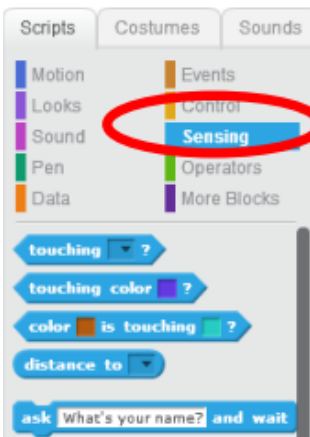 Scripts Costumes Sounds
Motion Events
Looks Control
Sound Sensing
Pen Operators
Data More Blocks
touching ?
touching color ?
color is touching ?
distance to
ask What's your name? and wait